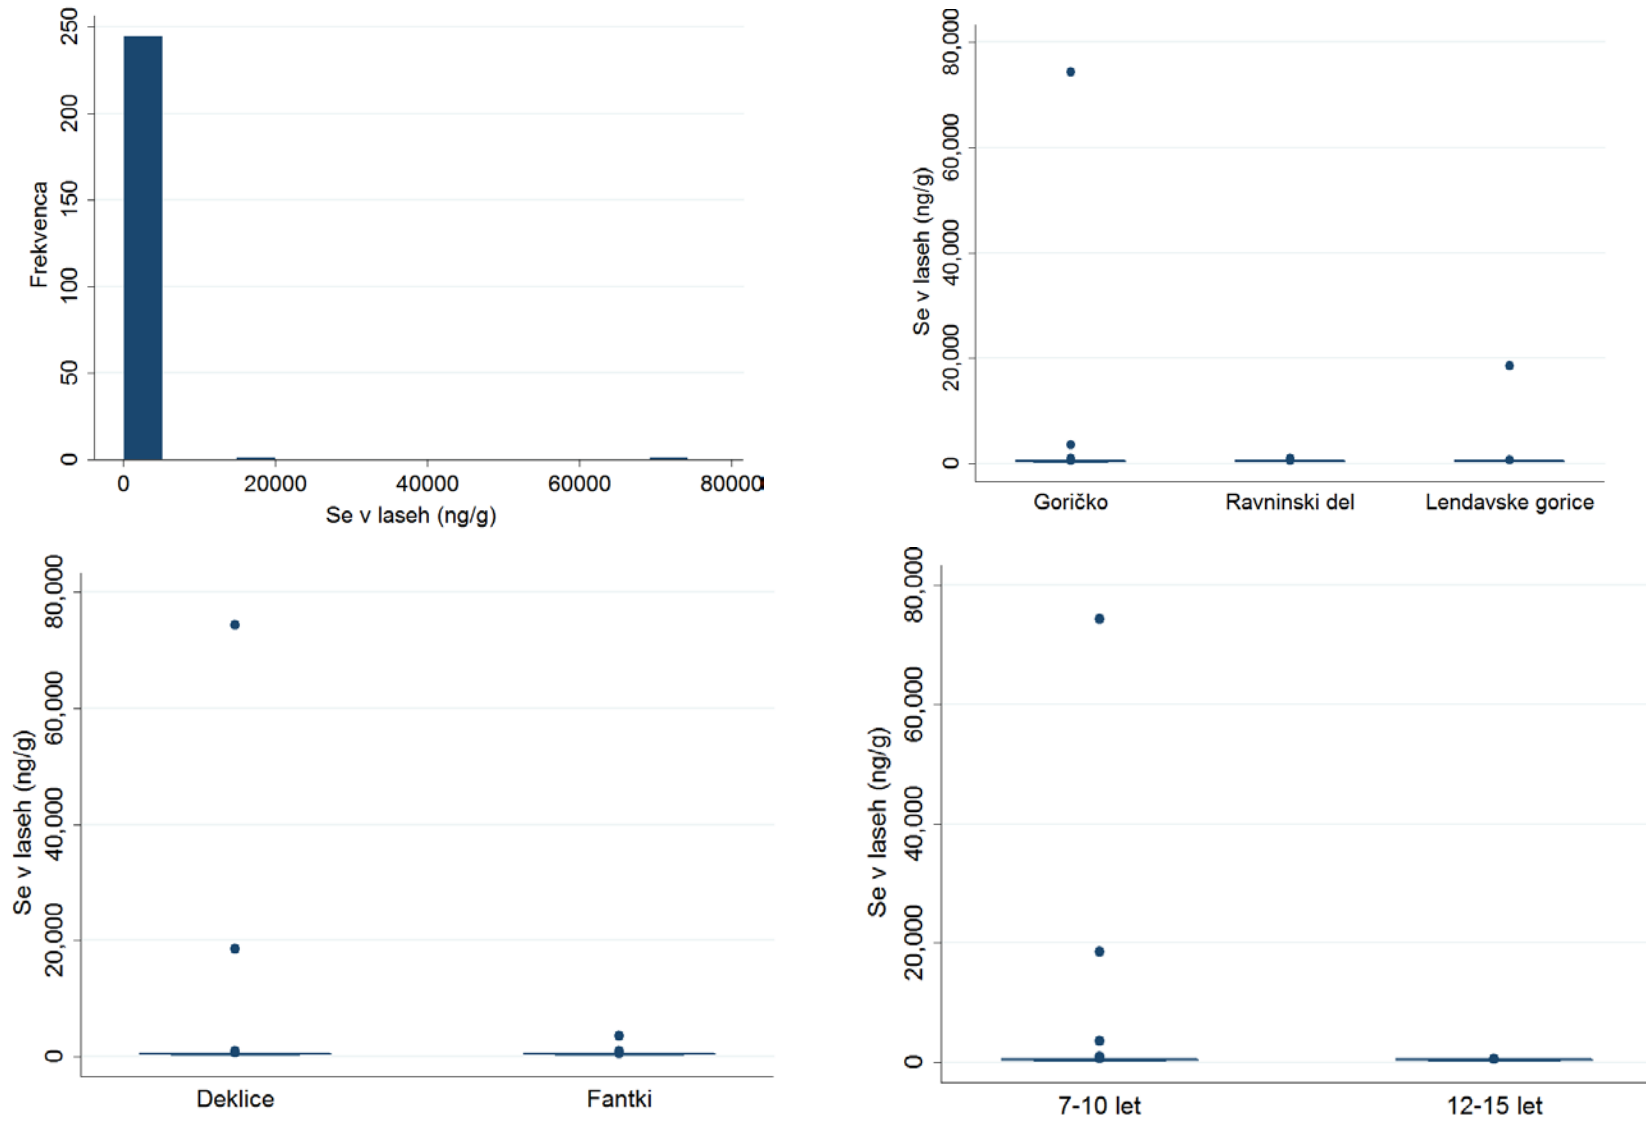 250
200
150
100
50
0
Frekvenca
0 20000 40000 60000 80000
Se v laseh (ng/g)
80,000
60,000
40,000
20,000
0
Se v laseh (ng/g)
Goričko Ravninski del Lendavske gorice
80,000
60,000
40,000
20,000
0
Se v laseh (ng/g)
Deklice Fantki
80,000
60,000
40,000
20,000
0
Se v laseh (ng/g)
7-10 let 12-15 let